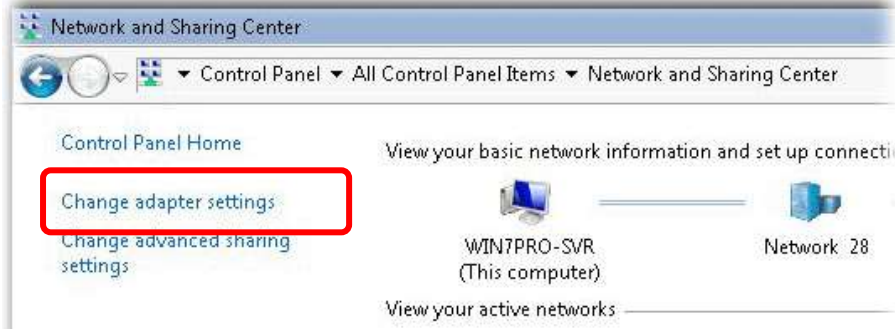 Network and Sharing Center
Control Panel All Control Panel Items Network and Sharing Center
Control Panel Home
Change adapter settings
Change advanced sharing
settings
View your basic network information and set up connecti
WIN7PRO-SVR
(This computer)
Network 28
View your active networks